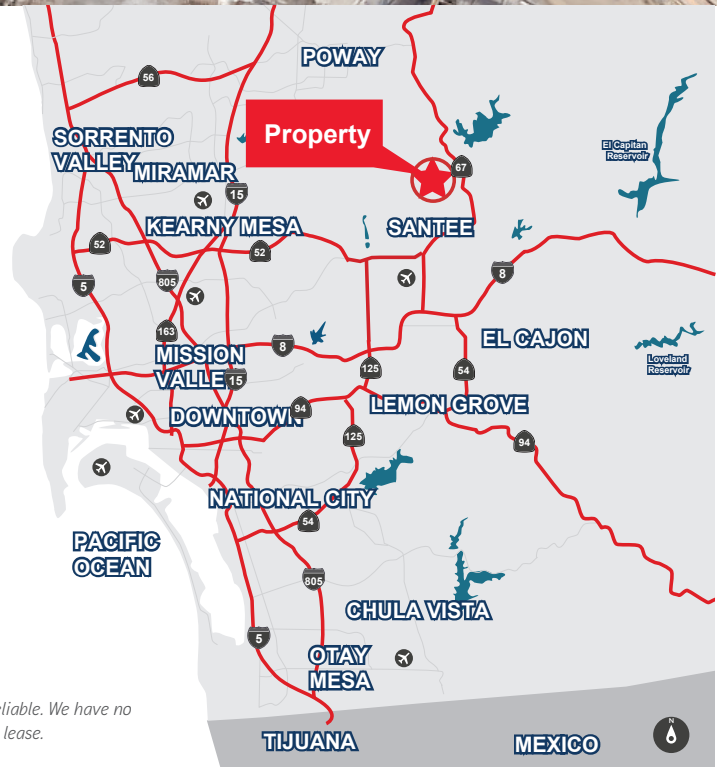 POWAY
56
SORRENTO
VALLEY
Property
El Capitan
Reservoir
MIRAMAR
67
15
KEARNY MESA
SANTEE
52
52
8
5
805
163
EL CAJON
8
MISSION
VALLEY
Loveland
Reservoir
15
125
54
DOWNTOWN
94
LEMON GROVE
125
94
NATIONAL CITY
54
PACIFIC
OCEAN
805
CHULA VISTA
5
OTAY
MESA
eliable. We have no
lease.
TIJUANA
MEXICO
N